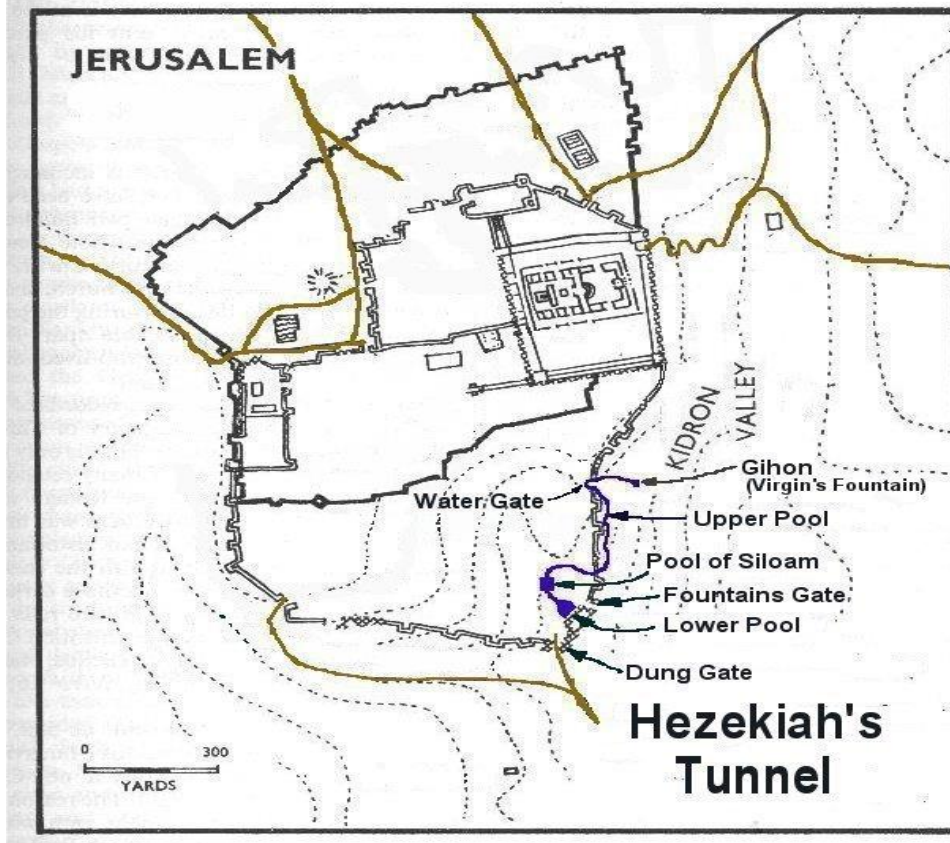 JERUSALEM
KIDRON
VALLEY
Gihon
(Virgin's Fountain)
Water Gate
Upper Pool
Pool of Siloam
Fountains Gate
Lower Pool
Dung Gate
Hezekiah's
Tunnel
0 300
YARDS